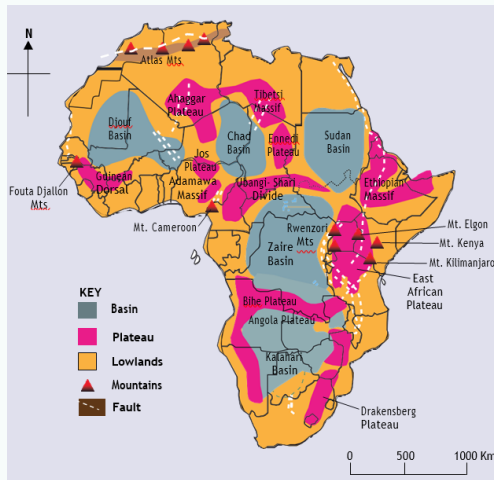 N
Atlas Mts
Ahaggar
Plateau
Tibetsi
Massif
Djouf
Basin
Chad
Basin
Ennedi
Plateau
Sudan
Basin
Jos
Plateau
Adamawa
Massif
Guinean
Dorsal
Fouta Djallon
Mts.
Ubangi- Shari
Divide
Ethiopian
Massif
Mt. Cameroon
Rwenzori
Mts
Zaire
Basin
Mt. Elgon
Mt. Kenya
Mt. Kilimanjaro
East
African
Plateau
Bihe Plateau
Angola Plateau
Kalahari
Basin
Drakensberg
Plateau
KEY
Basin
Plateau
Lowlands
Mountains
Fault
0 500 1000 Km